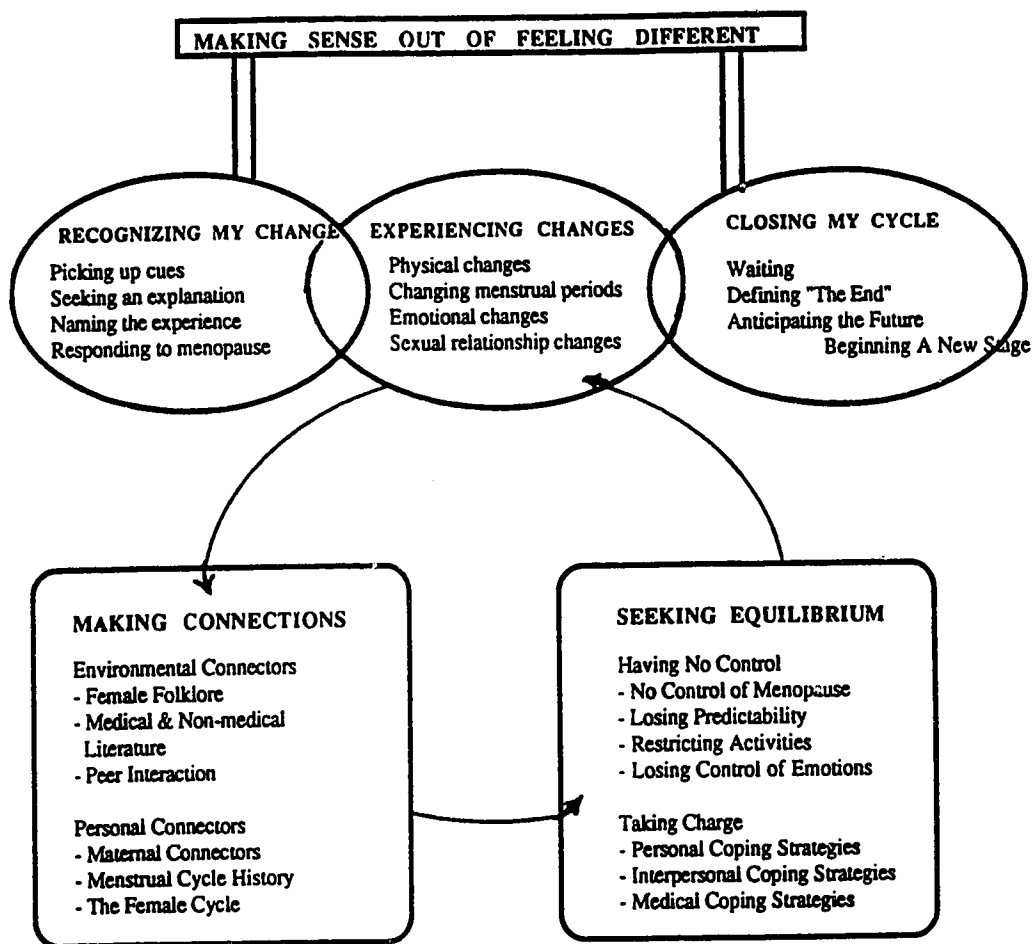 MAKING SENSE OUT OF FEELING DIFFERENT
RECOGNIZING MY CHANGE
Picking up cues
Seeking an explanation
Naming the experience
Responding to menopause
EXPERIENCING CHANGES
Physical changes
Changing menstrual periods
Emotional changes
Sexual relationship changes
CLOSING MY CYCLE
Waiting
Defining "The End"
Anticipating the Future
Beginning A New Stage
MAKING CONNECTIONS
Environmental Connectors
- Female Folklore
- Medical & Non-medical
Literature
- Peer Interaction
Personal Connectors
- Maternal Connectors
- Menstrual Cycle History
- The Female Cycle
SEEKING EQUILIBRIUM
Having No Control
- No Control of Menopause
- Losing Predictability
- Restricting Activities
- Losing Control of Emotions
Taking Charge
- Personal Coping Strategies
- Interpersonal Coping Strategies
- Medical Coping Strategies